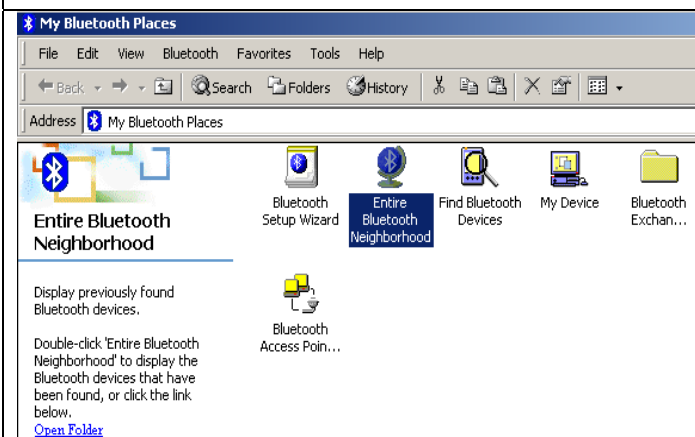 My Bluetooth Places
File Edit View Bluetooth Favorites Tools Help
Back Search Folders History
Address My Bluetooth Places
Entire Bluetooth
Neighborhood
Display previously found
Bluetooth devices.
Double-click 'Entire Bluetooth
Neighborhood' to display the
Bluetooth devices that have
been found, or click the link
below.
Open Folder
Bluetooth
Setup Wizard
Entire
Bluetooth
Neighborhood
Find Bluetooth
Devices
My Device
Bluetooth
Exchan...
Bluetooth
Access Poin...